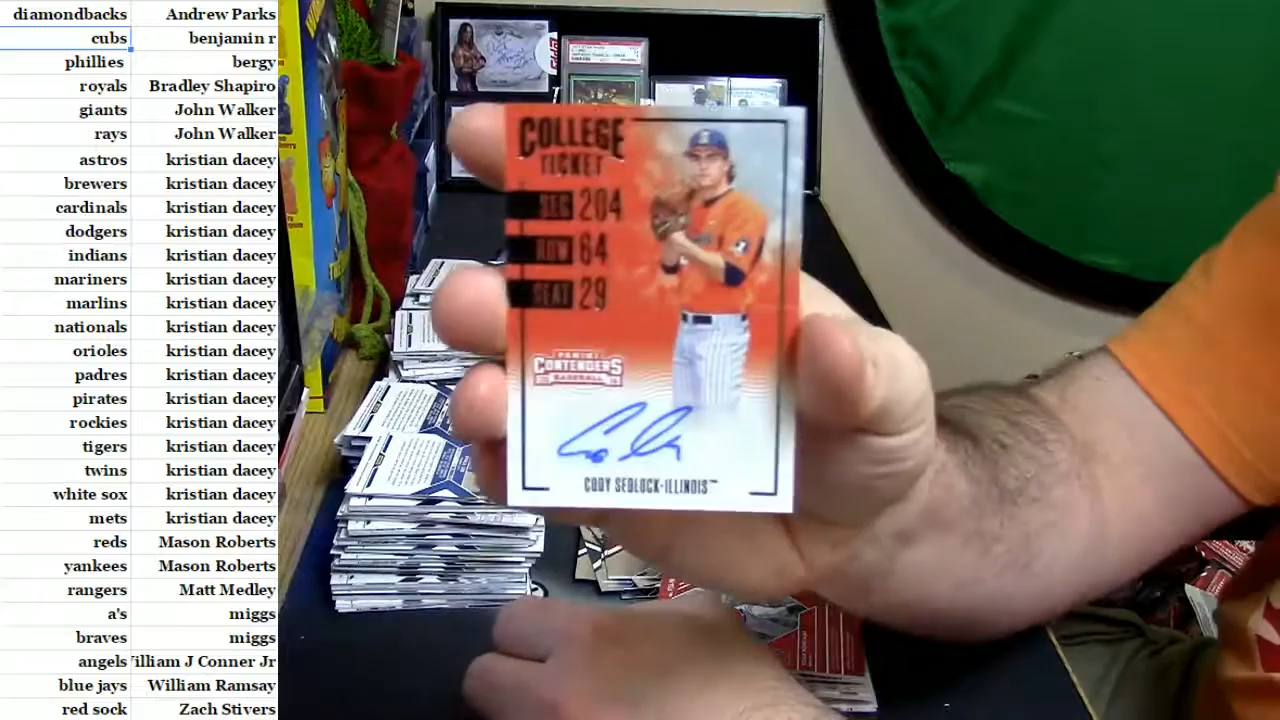 diamondbacks Andrew Parks
cubs benjamin r
phillies bergy
royals Bradley Shapiro
giants John Walker
rays John Walker
astros kristian dacey
brewers kristian dacey
cardinals kristian dacey
dodgers kristian dacey
indians kristian dacey
mariners kristian dacey
marlins kristian dacey
nationals kristian dacey
orioles kristian dacey
padres kristian dacey
pirates kristian dacey
rockies kristian dacey
tigers kristian dacey
twins kristian dacey
white sox kristian dacey
mets kristian dacey
reds Mason Roberts
yankees Mason Roberts
rangers Matt Medley
a's miggs
braves miggs
angels illiam J Conner Jr
blue jays William Ramsay
red sock Zach Stivers
COLLEGE
TICKET
SEC 204
ROW 64
SEAT 29
PANINI
CONTENDERS
BASEBALL
CODY SEDLOCK-ILLINOIS™